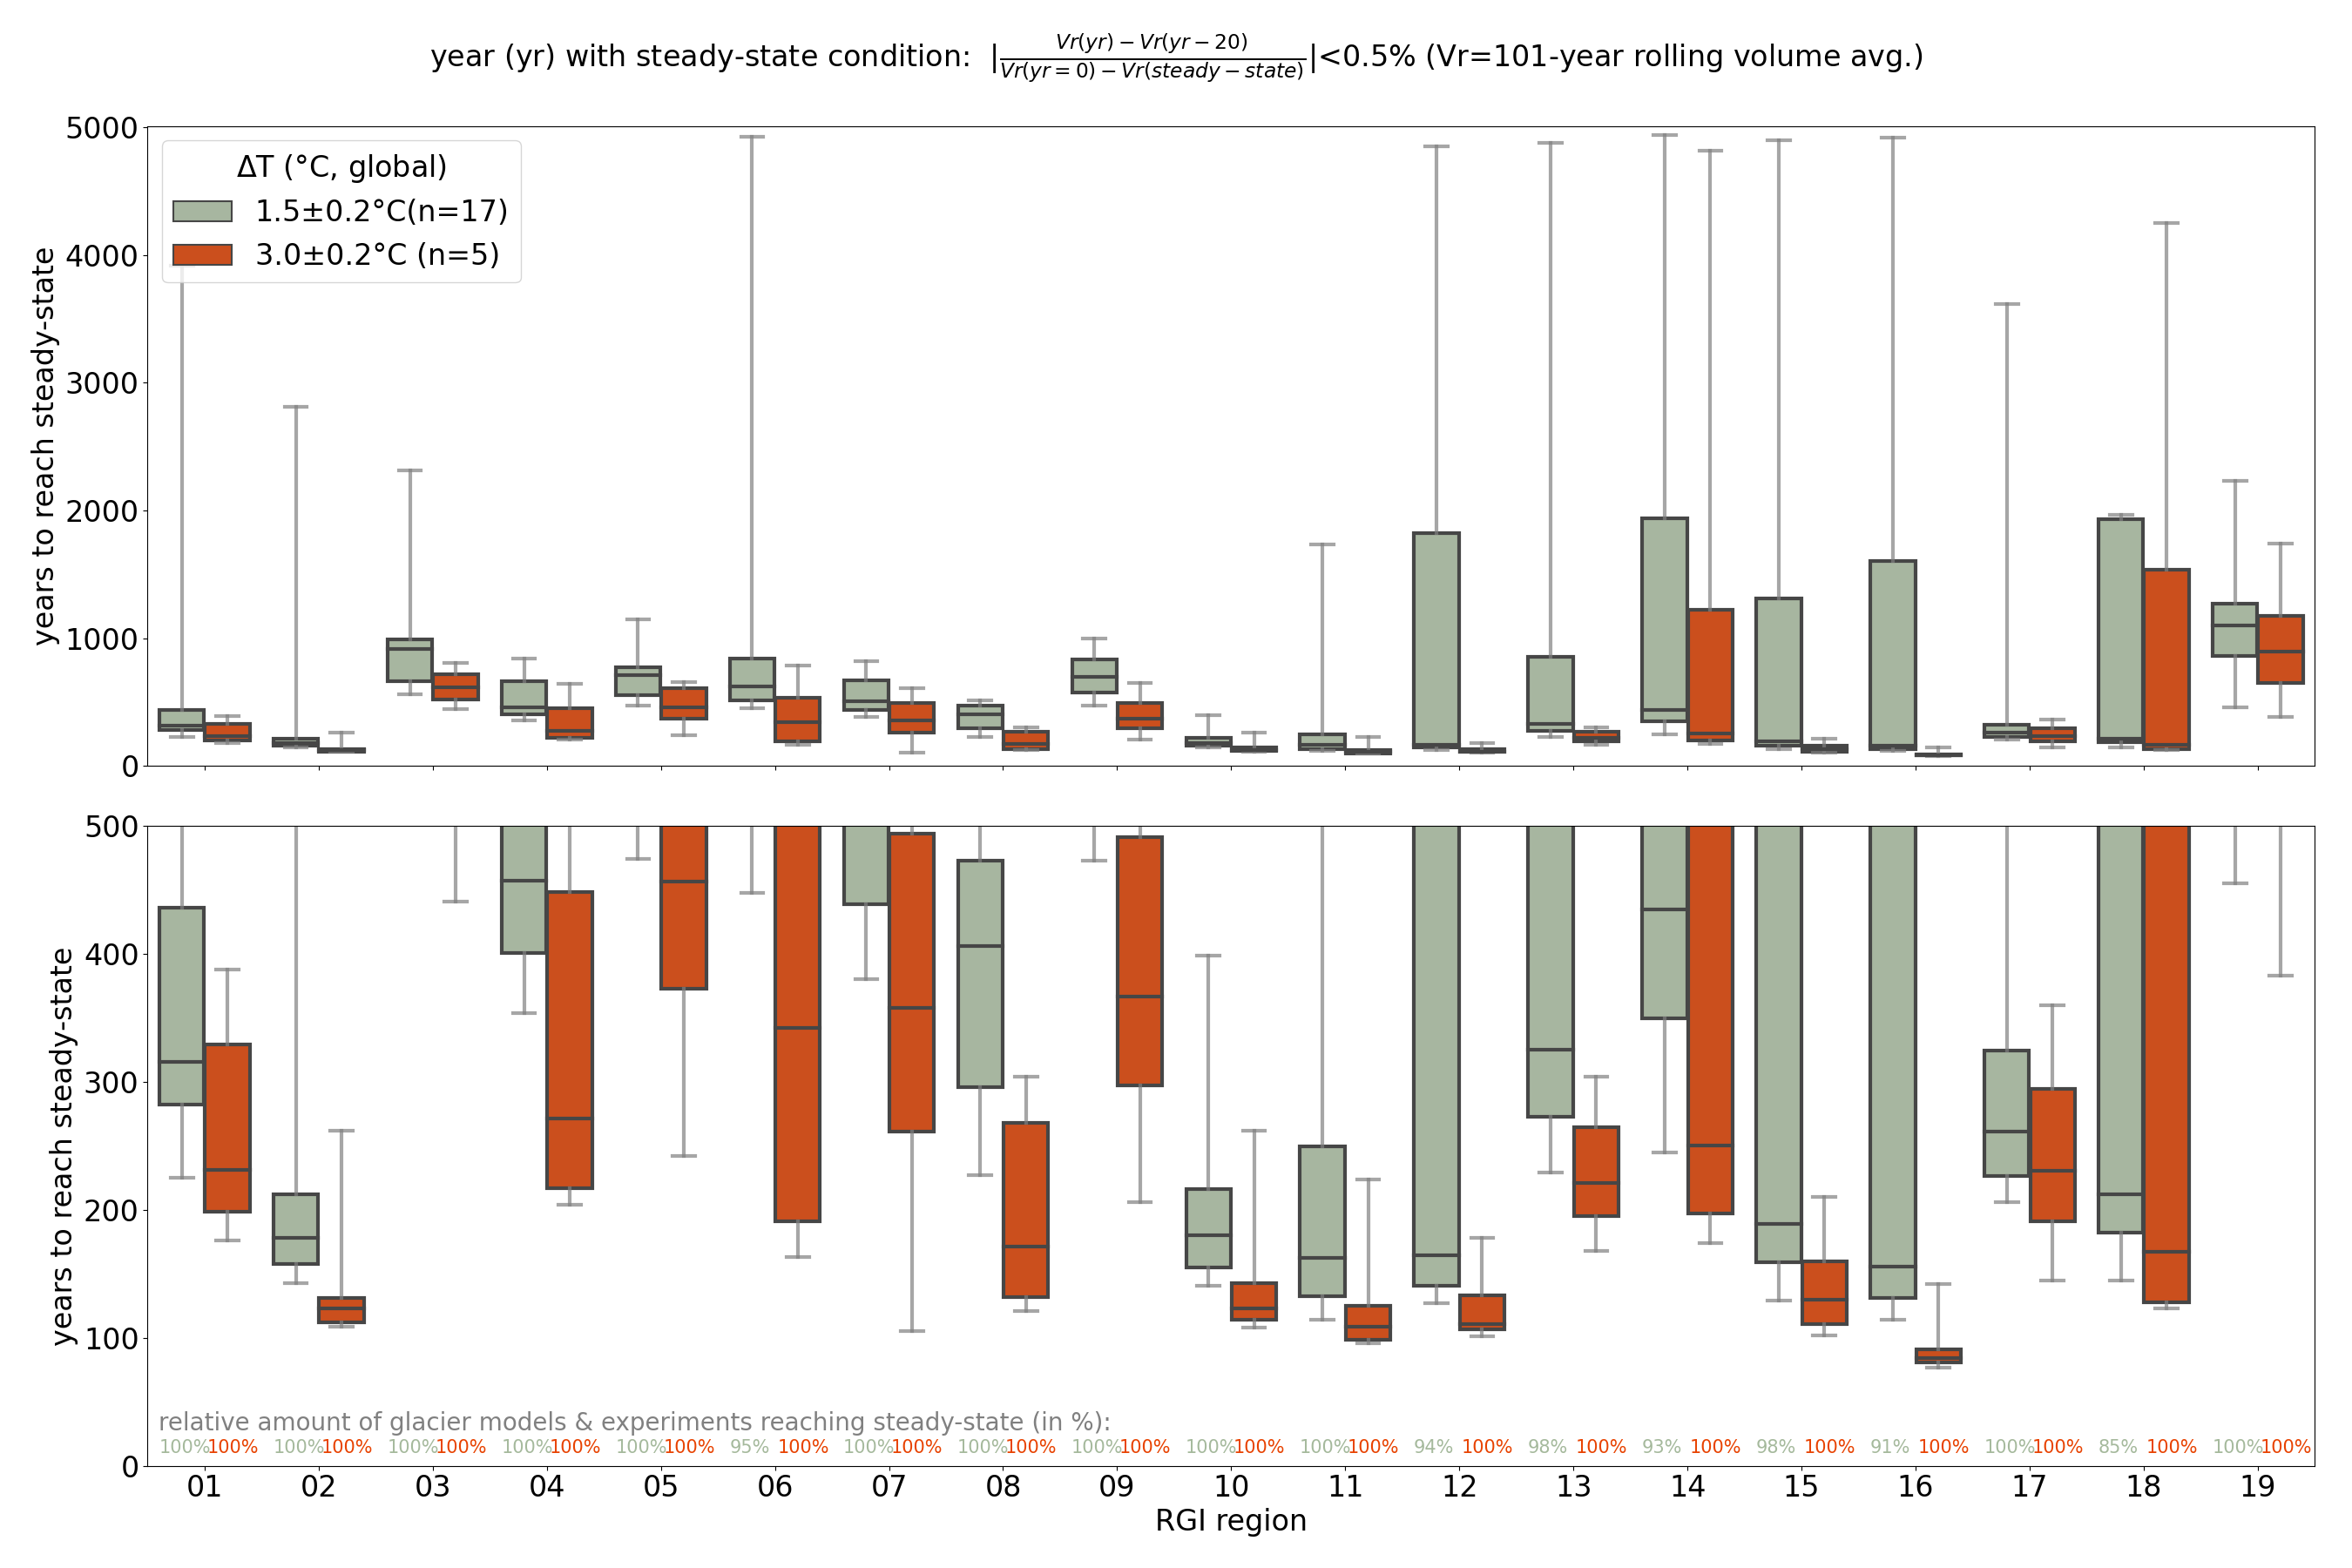 year (yr) with steady-state condition: |Vr(yr) − Vr(yr − 20) / Vr(yr = 0) − Vr(steady − state)|<0.5% (Vr=101-year rolling volume avg.)
5000
4000
3000
2000
1000
0
years to reach steady-state
ΔT (°C, global)
1.5±0.2°C(n=17)
3.0±0.2°C (n=5)
500
400
300
200
100
0
years to reach steady-state
relative amount of glacier models & experiments reaching steady-state (in %):
100% 100% 100% 100% 100% 100% 100% 100% 100% 100% 95% 100% 100% 100% 100% 100% 100% 100% 100% 100% 100% 100% 94% 100% 98% 100% 93% 100% 98% 100% 91% 100% 100% 100% 85% 100% 100% 100%
01 02 03 04 05 06 07 08 09 10 11 12 13 14 15 16 17 18 19
RGI region